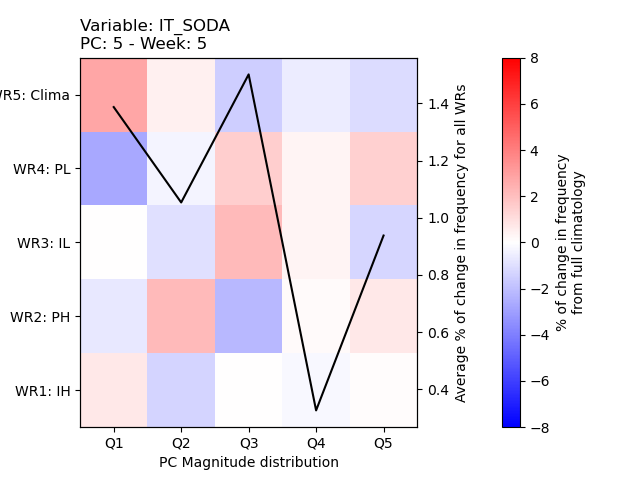 Variable: IT_SODA
PC: 5 - Week: 5
WR5: Clima
WR4: PL
WR3: IL
WR2: PH
WR1: IH
Q1 Q2 Q3 Q4 Q5
PC Magnitude distribution
1.4
1.2
1.0
0.8
0.6
0.4
Average % of change in frequency for all WRs
8
6
4
2
0
−2
−4
−6
−8
% of change in frequency
from full climatology